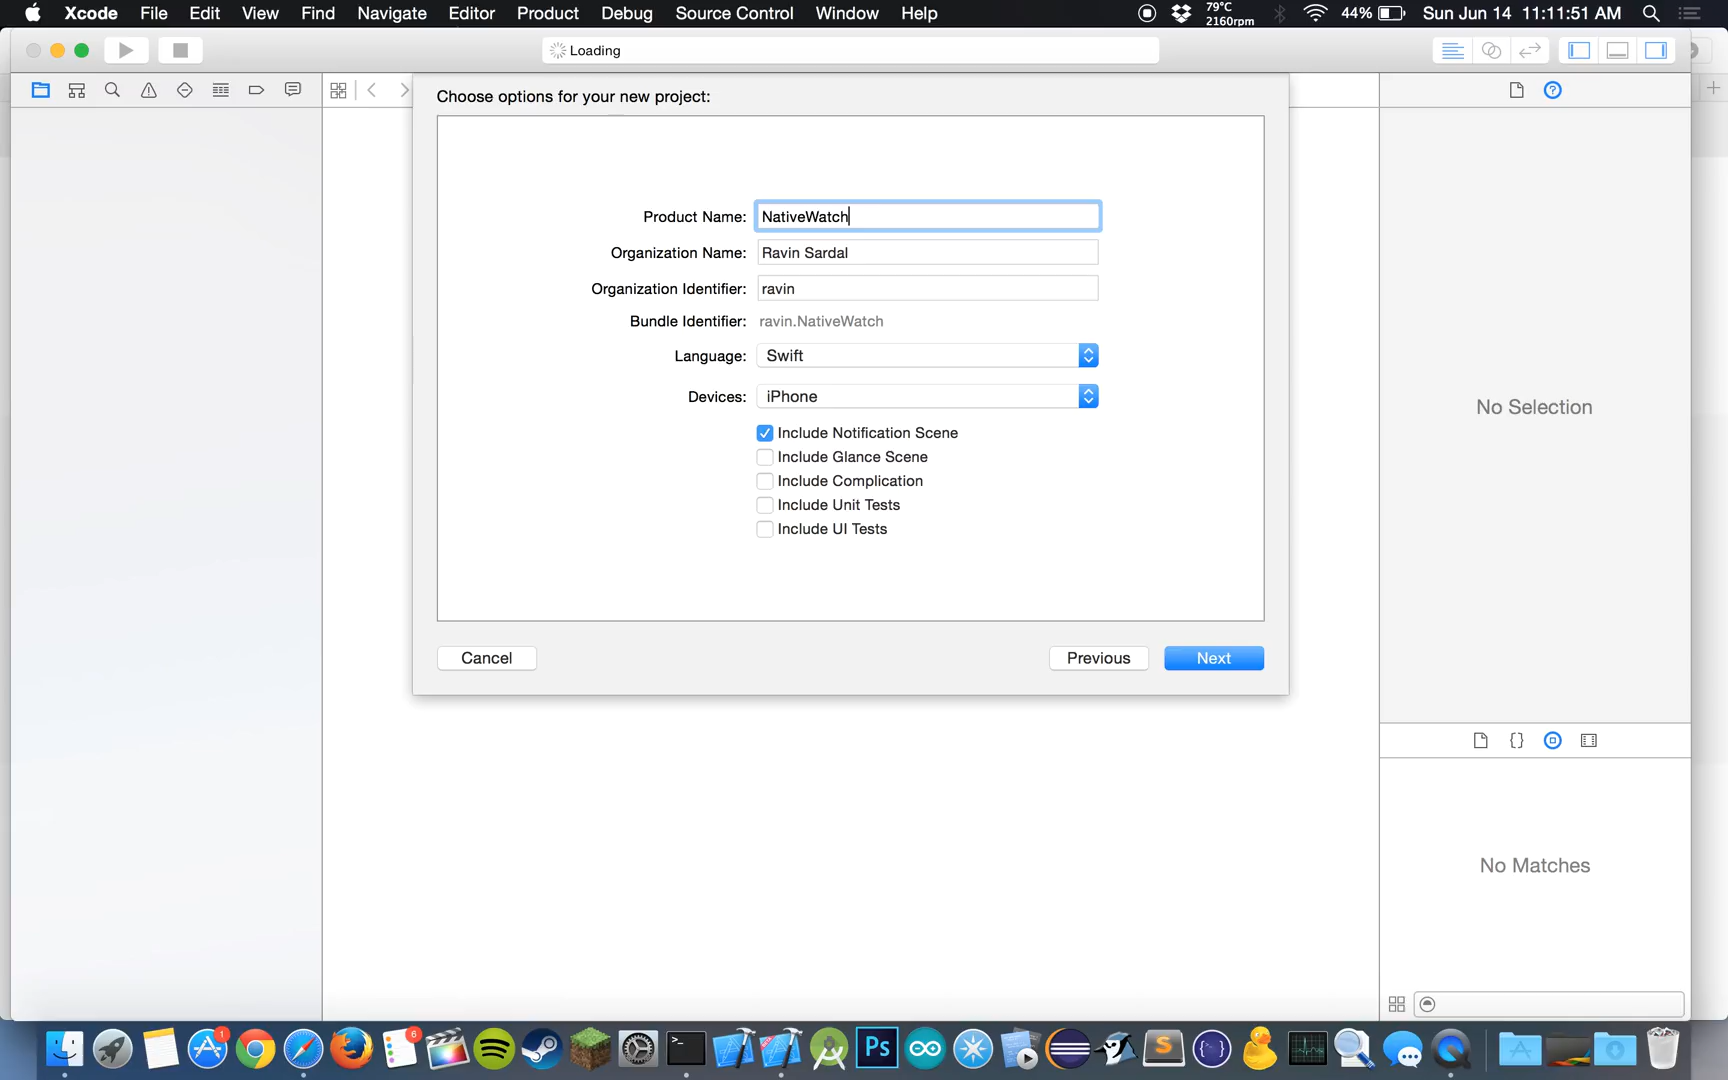 Xcode File Edit View Find Navigate Editor Product Debug Source Control Window Help 79°C 2160rpm 44% Sun Jun 14 11:11:51 AM
Loading
Choose options for your new project:
Product Name: NativeWatch
Organization Name: Ravin Sardal
Organization Identifier: ravin
Bundle Identifier: ravin.NativeWatch
Language: Swift
Devices: iPhone
Include Notification Scene
Include Glance Scene
Include Complication
Include Unit Tests
Include UI Tests
Cancel Previous Next
No Selection
{}
No Matches
1
6
>_
Ps
S
{ }